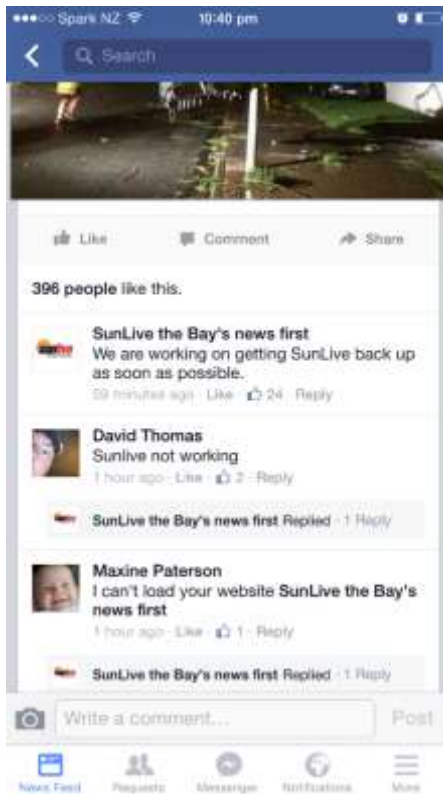 Spark NZ 10:40 pm
Search
Like Comment Share
396 people like this.
SunLive the Bay's news first
We are working on getting SunLive back up
as soon as possible.
59 minutes ago · Like · 24 · Reply
David Thomas
Sunlive not working
1 hour ago · Like · 2 · Reply
SunLive the Bay's news first Replied · 1 Reply
Maxine Paterson
I can't load your website SunLive the Bay's
news first
1 hour ago · Like · 1 · Reply
SunLive the Bay's news first Replied · 1 Reply
Write a comment... Post
News Feed Requests Messenger Notifications More